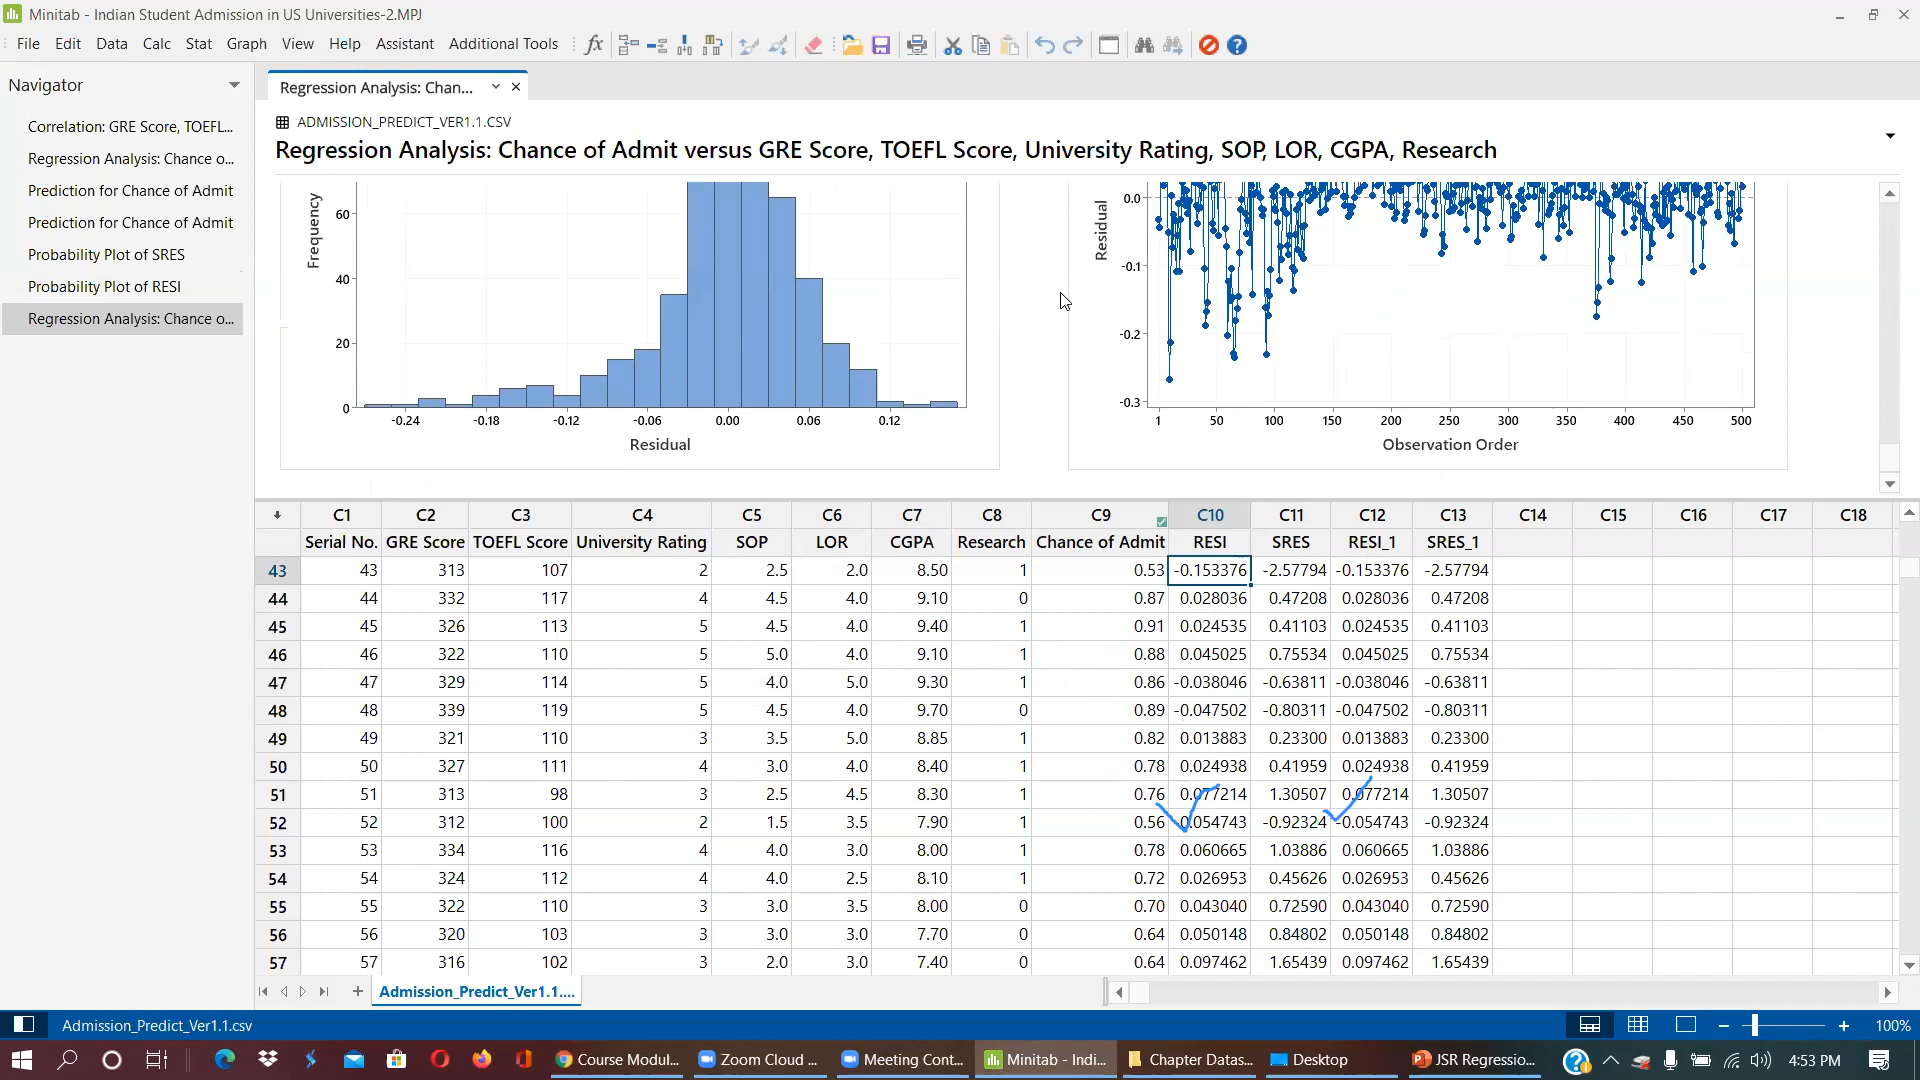 Minitab - Indian Student Admission in US Universities-2.MPJ
File Edit Data Calc Stat Graph View Help Assistant Additional Tools
Navigator
Correlation: GRE Score, TOEFL...
Regression Analysis: Chance o...
Prediction for Chance of Admit
Prediction for Chance of Admit
Probability Plot of SRES
Probability Plot of RESI
Regression Analysis: Chance o...
Regression Analysis: Chan...
ADMISSION_PREDICT_VER1.1.CSV
Regression Analysis: Chance of Admit versus GRE Score, TOEFL Score, University Rating, SOP, LOR, CGPA, Research
Frequency
60
40
20
0
-0.24 -0.18 -0.12 -0.06 0.00 0.06 0.12
Residual
Residual
0.0
-0.1
-0.2
-0.3
1 50 100 150 200 250 300 350 400 450 500
Observation Order
C1 C2 C3 C4 C5 C6 C7 C8 C9 C10 C11 C12 C13 C14 C15 C16 C17 C18
Serial No. GRE Score TOEFL Score University Rating SOP LOR CGPA Research Chance of Admit RESI SRES RESI_1 SRES_1
43 43 313 107 2 2.5 2.0 8.50 1 0.53 -0.153376 -2.57794 -0.153376 -2.57794
44 44 332 117 4 4.5 4.0 9.10 0 0.87 0.028036 0.47208 0.028036 0.47208
45 45 326 113 5 4.5 4.0 9.40 1 0.91 0.024535 0.41103 0.024535 0.41103
46 46 322 110 5 5.0 4.0 9.10 1 0.88 0.045025 0.75534 0.045025 0.75534
47 47 329 114 5 4.0 5.0 9.30 1 0.86 -0.038046 -0.63811 -0.038046 -0.63811
48 48 339 119 5 4.5 4.0 9.70 0 0.89 -0.047502 -0.80311 -0.047502 -0.80311
49 49 321 110 3 3.5 5.0 8.85 1 0.82 0.013883 0.23300 0.013883 0.23300
50 50 327 111 4 3.0 4.0 8.40 1 0.78 0.024938 0.41959 0.024938 0.41959
51 51 313 98 3 2.5 4.5 8.30 1 0.76 0.077214 1.30507 0.077214 1.30507
52 52 312 100 2 1.5 3.5 7.90 1 0.56 -0.054743 -0.92324 -0.054743 -0.92324
53 53 334 116 4 4.0 3.0 8.00 1 0.78 0.060665 1.03886 0.060665 1.03886
54 54 324 112 4 4.0 2.5 8.10 1 0.72 0.026953 0.45626 0.026953 0.45626
55 55 322 110 3 3.0 3.5 8.00 0 0.70 0.043040 0.72590 0.043040 0.72590
56 56 320 103 3 3.0 3.0 7.70 0 0.64 0.050148 0.84802 0.050148 0.84802
57 57 316 102 3 2.0 3.0 7.40 0 0.64 0.097462 1.65439 0.097462 1.65439
Admission_Predict_Ver1.1....
Admission_Predict_Ver1.1.csv
100%
Course Modul... Zoom Cloud ... Meeting Cont... Minitab - Indi... Chapter Datas... Desktop JSR Regressio... 4:53 PM